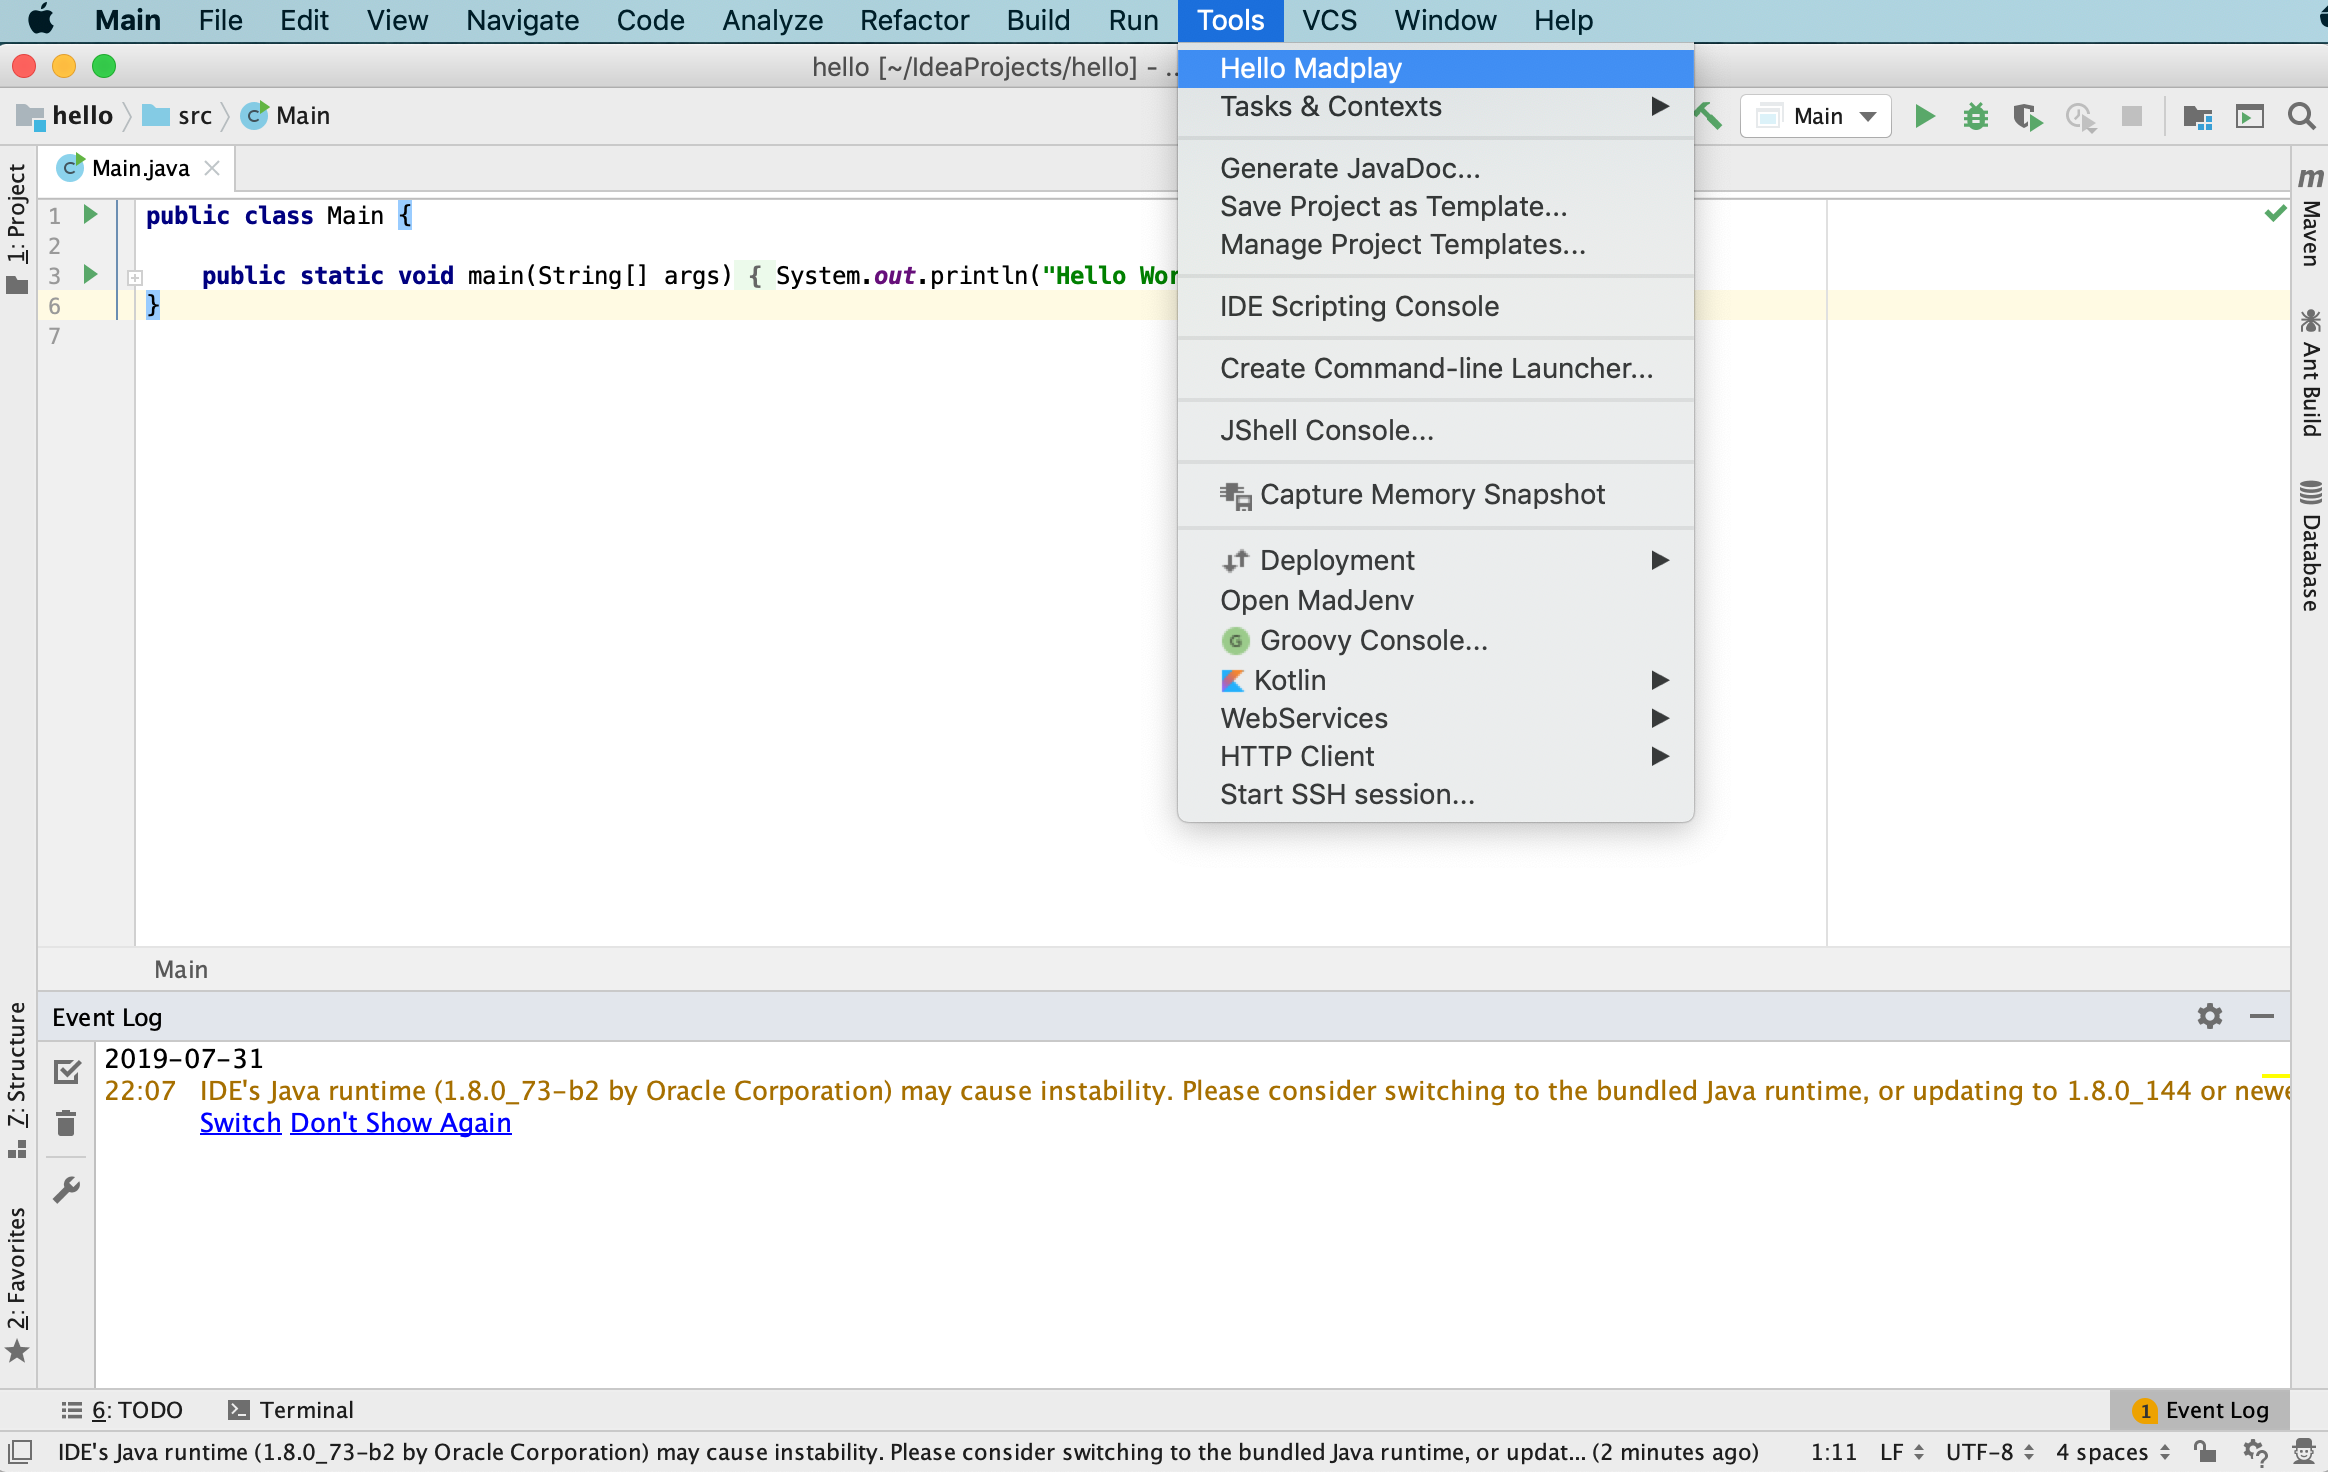 Main File Edit View Navigate Code Analyze Refactor Build Run Tools VCS Window Help
hello [~/IdeaProjects/hello] - ..
hello src Main
Main
Main.java
1 public class Main {
2
3 public static void main(String[] args) { System.out.println("Hello Wor
6 }
7
Hello Madplay
Tasks & Contexts
Generate JavaDoc...
Save Project as Template...
Manage Project Templates...
IDE Scripting Console
Create Command-line Launcher...
JShell Console...
Capture Memory Snapshot
Deployment
Open MadJenv
Groovy Console...
Kotlin
WebServices
HTTP Client
Start SSH session...
1: Project
7: Structure
2: Favorites
Maven
Ant Build
Database
Main
Event Log
2019-07-31
22:07 IDE's Java runtime (1.8.0_73-b2 by Oracle Corporation) may cause instability. Please consider switching to the bundled Java runtime, or updating to 1.8.0_144 or newe
Switch Don't Show Again
6: TODO Terminal
1 Event Log
IDE's Java runtime (1.8.0_73-b2 by Oracle Corporation) may cause instability. Please consider switching to the bundled Java runtime, or updat... (2 minutes ago) 1:11 LF UTF-8 4 spaces